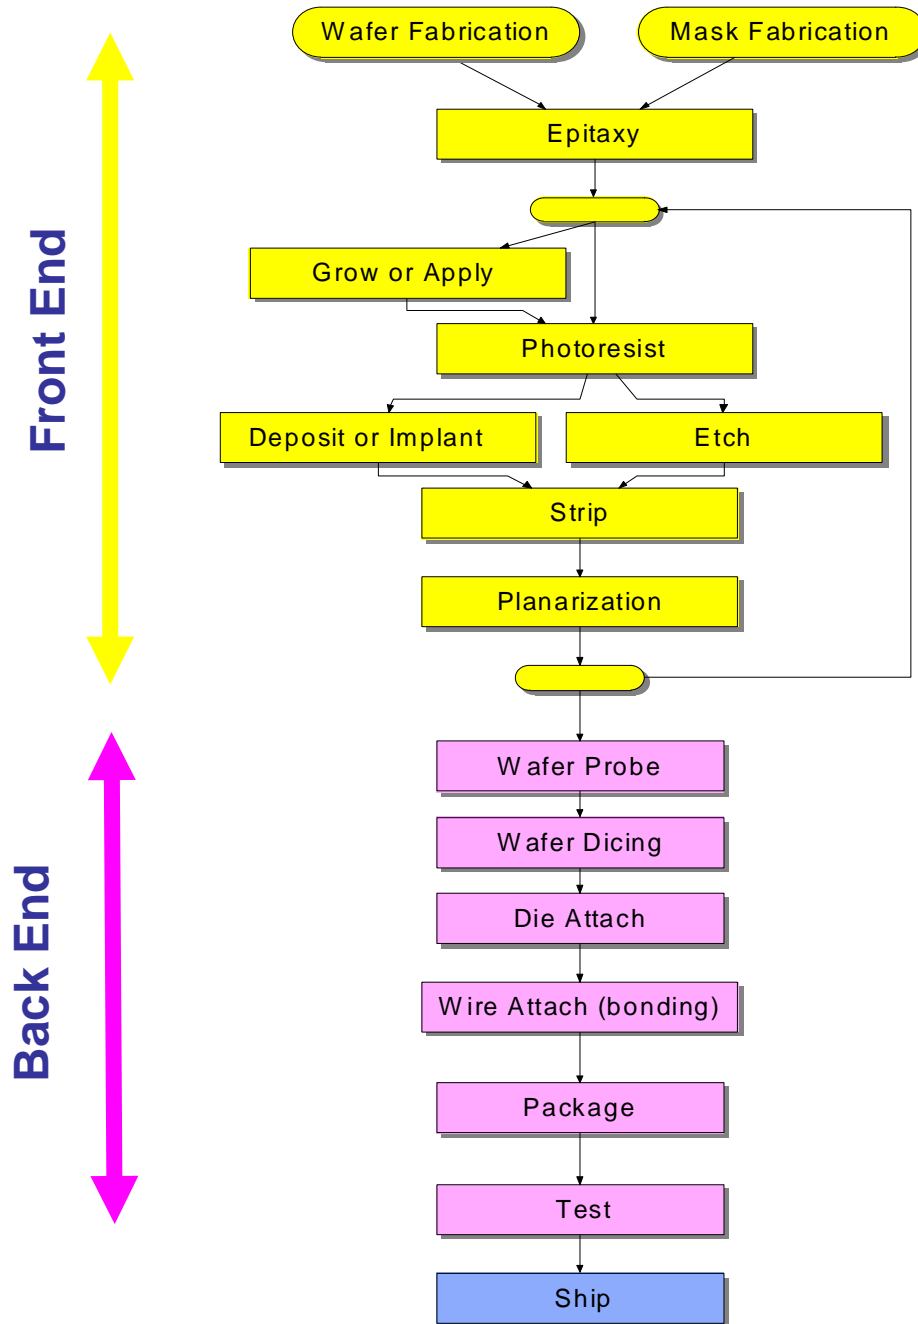 Wafer Fabrication
Mask Fabrication
Epitaxy
Grow or Apply
Photoresist
Deposit or Implant
Etch
Strip
Planarization
Front End
Wafer Probe
Wafer Dicing
Die Attach
Wire Attach (bonding)
Package
Test
Back End
Ship